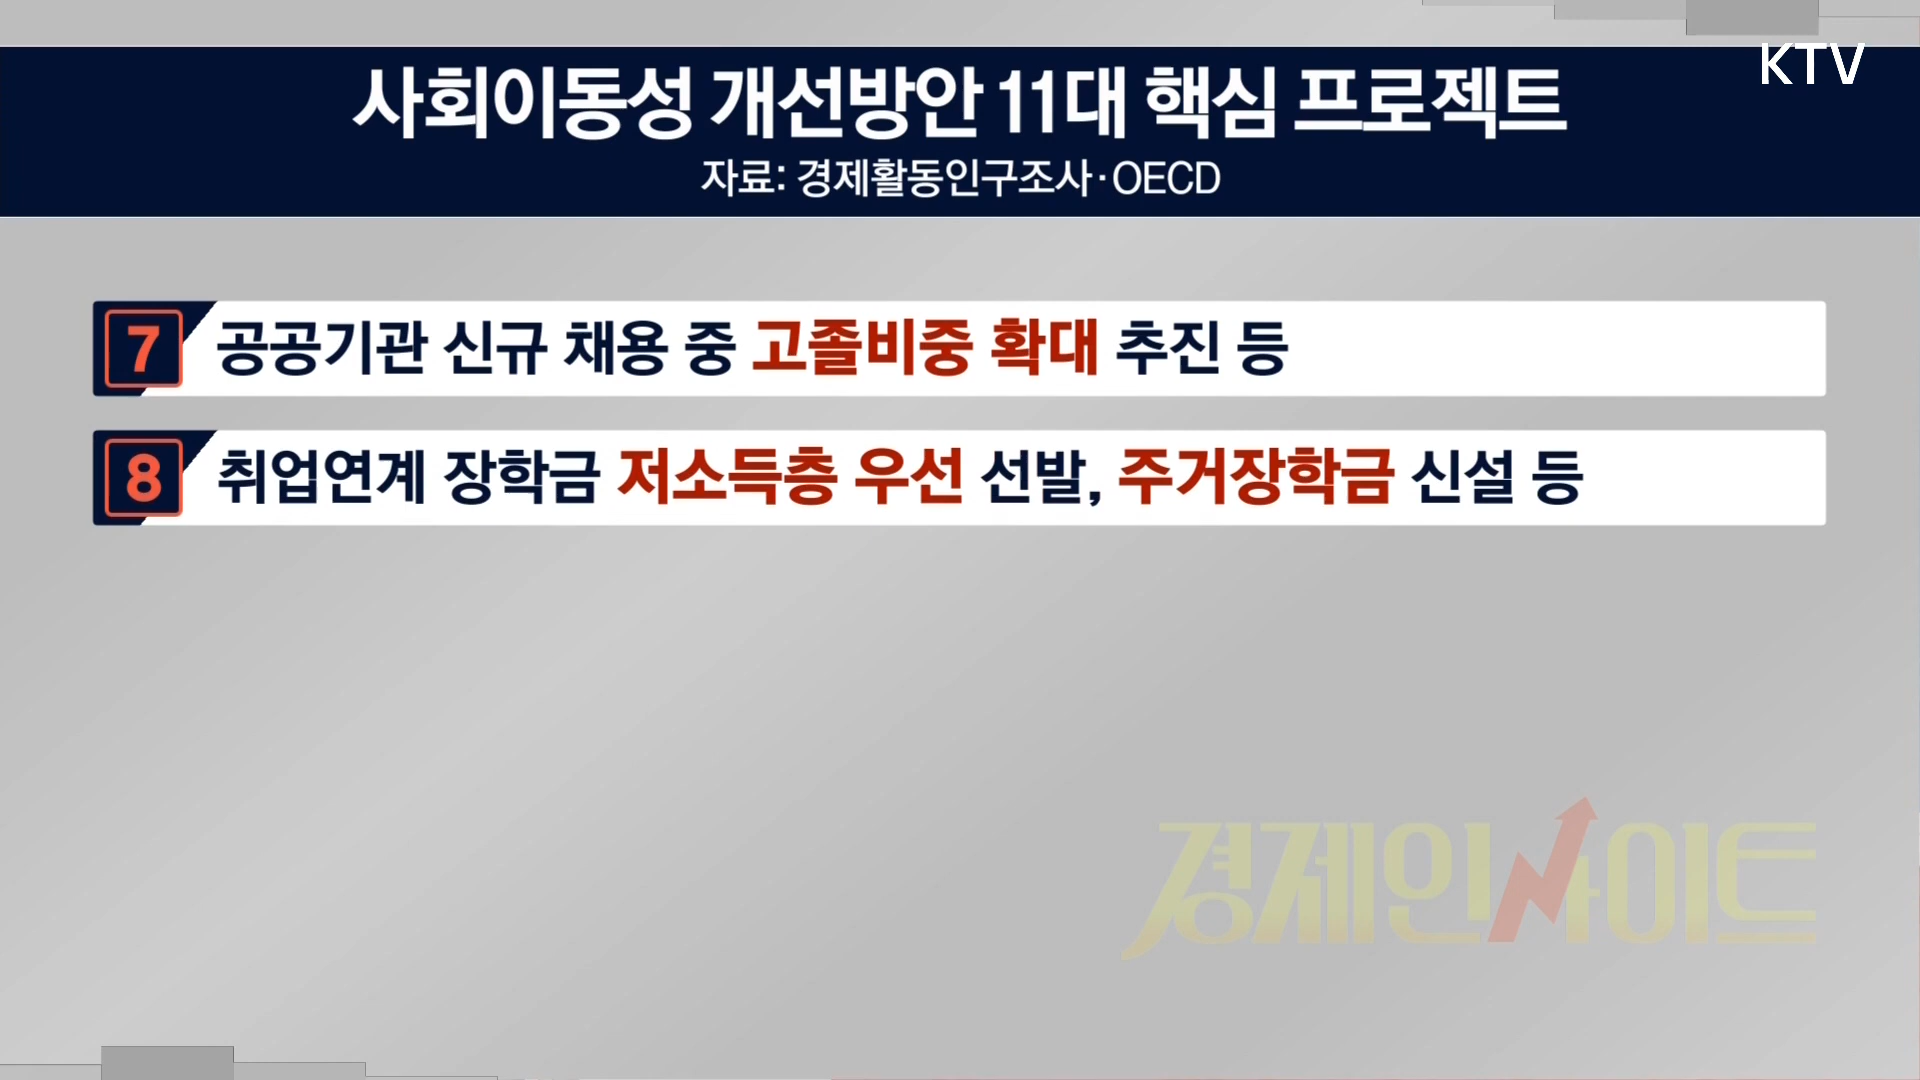 KTV
사회이동성 개선방안 11대 핵심 프로젝트
자료: 경제활동인구조사·OECD
7 공공기관 신규 채용 중 고졸비중 확대 추진 등
8 취업연계 장학금 저소득층 우선 선발, 주거장학금 신설 등
경제인사이트